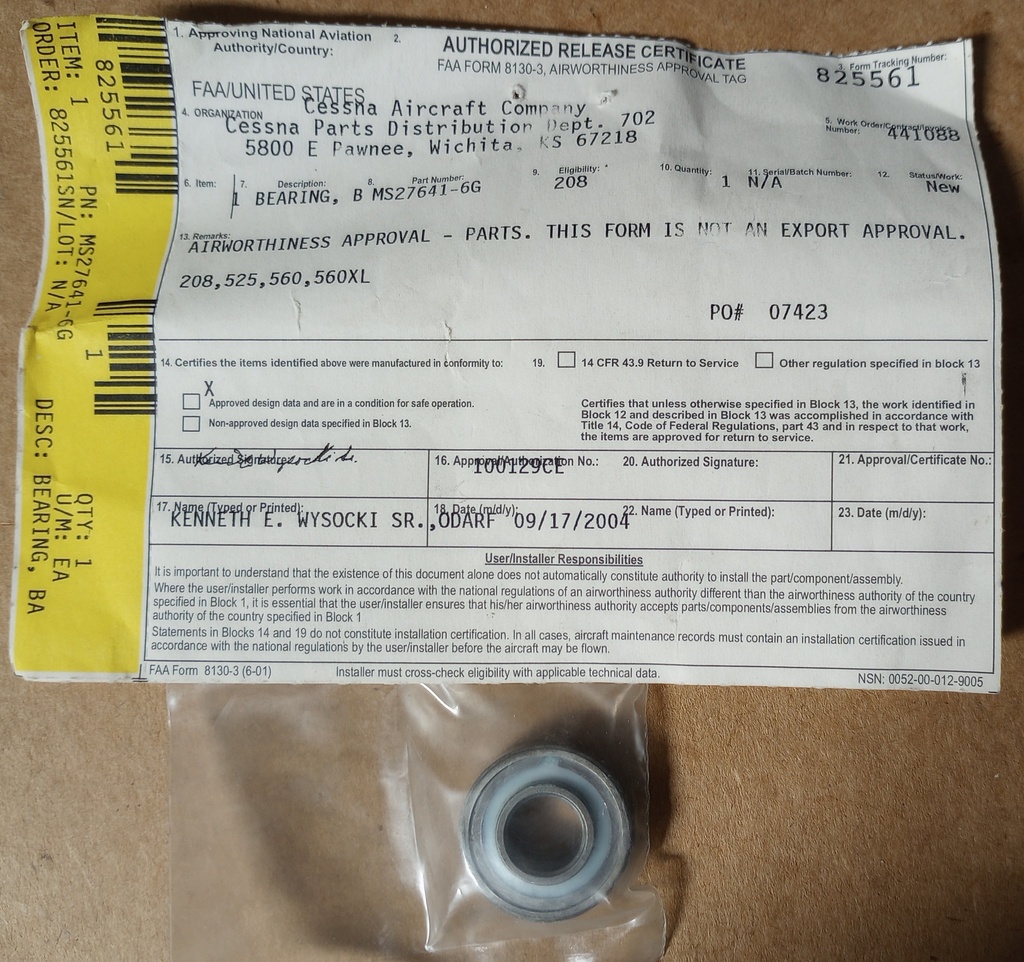 ITEM: 1
ORDER: 825561SN/LOT: N/A
825561
PN: MS27641-6G
1
QTY: 1
U/M: EA
DESC: BEARING, BA
1. Approving National Aviation
Authority/Country:
FAA/UNITED STATES
2.
AUTHORIZED RELEASE CERTIFICATE
FAA FORM 8130-3, AIRWORTHINESS APPROVAL TAG
3. Form Tracking Number:
825561
4. ORGANIZATION
Cessna Aircraft Company
Cessna Parts Distribution Dept. 702
5800 E Pawnee, Wichita, KS 67218
5. Work Order/Contract/Invoice
Number:
441088
6. Item: 7. Description: 8. Part Number: 9. Eligibility: 10. Quantity: 11. Serial/Batch Number: 12. Status/Work:
1 BEARING, B MS27641-6G 208 1 N/A New
13. Remarks:
AIRWORTHINESS APPROVAL - PARTS. THIS FORM IS NOT AN EXPORT APPROVAL.
208,525,560,560XL
PO# 07423
14. Certifies the items identified above were manufactured in conformity to:
X
Approved design data and are in a condition for safe operation.
Non-approved design data specified in Block 13.
19. 14 CFR 43.9 Return to Service Other regulation specified in block 13
Certifies that unless otherwise specified in Block 13, the work identified in
Block 12 and described in Block 13 was accomplished in accordance with
Title 14, Code of Federal Regulations, part 43 and in respect to that work,
the items are approved for return to service.
15. Authorized Signature:
16. Approval/Authorization No.:
100129CE
20. Authorized Signature:
21. Approval/Certificate No.:
17. Name (Typed or Printed):
KENNETH E. WYSOCKI SR.,ODARF
18. Date (m/d/y):
09/17/2004
22. Name (Typed or Printed):
23. Date (m/d/y):
User/Installer Responsibilities
It is important to understand that the existence of this document alone does not automatically constitute authority to install the part/component/assembly.
Where the user/installer performs work in accordance with the national regulations of an airworthiness authority different than the airworthiness authority of the country
specified in Block 1, it is essential that the user/installer ensures that his/her airworthiness authority accepts parts/components/assemblies from the airworthiness
authority of the country specified in Block 1
Statements in Blocks 14 and 19 do not constitute installation certification. In all cases, aircraft maintenance records must contain an installation certification issued in
accordance with the national regulations by the user/installer before the aircraft may be flown.
FAA Form 8130-3 (6-01)
Installer must cross-check eligibility with applicable technical data.
NSN: 0052-00-012-9005